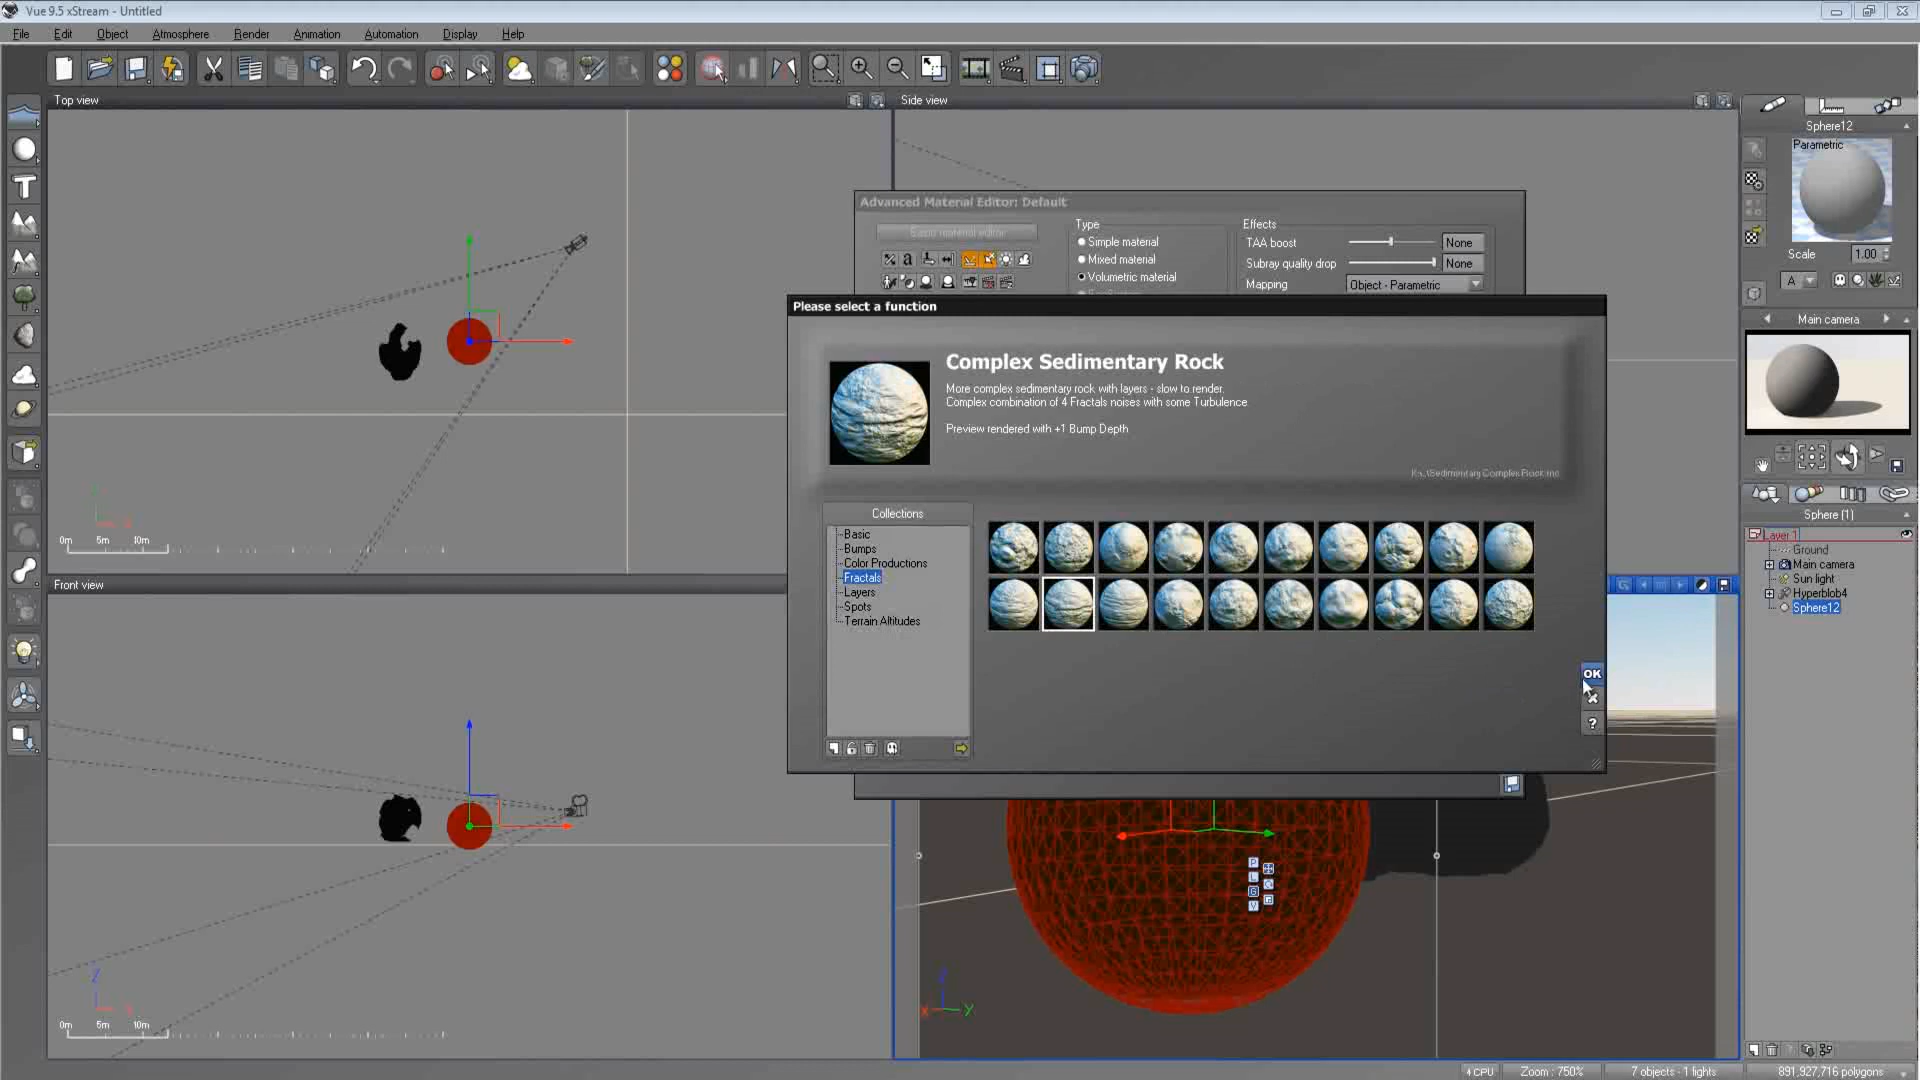 Vue 9.5 xStream - Untitled
File Edit Object Atmosphere Render Animation Automation Display Help
Top view
Side view
Sphere12
Parametric
Scale 1.00
A
Main camera
Advanced Material Editor: Default
Basic material editor
Type
Simple material
Mixed material
Volumetric material
Effects
TAA boost None
Subray quality drop None
Mapping Object - Parametric
Please select a function
Complex Sedimentary Rock
More complex sedimentary rock with layers - slow to render.
Complex combination of 4 Fractals noises with some Turbulence
Preview rendered with +1 Bump Depth
Collections
Basic
Bumps
Color Productions
Fractals
Layers
Spots
Terrain Altitudes
OK
?
Sphere (1)
Layer 1
Ground
Main camera
Sun light
Hyperblob4
Sphere12
0m 5m 10m
Front view
Z
0m 5m 10m
P
L
G
V
Z
X Y
4 CPU Zoom : 750% 7 objects - 1 lights 891,927,716 polygons